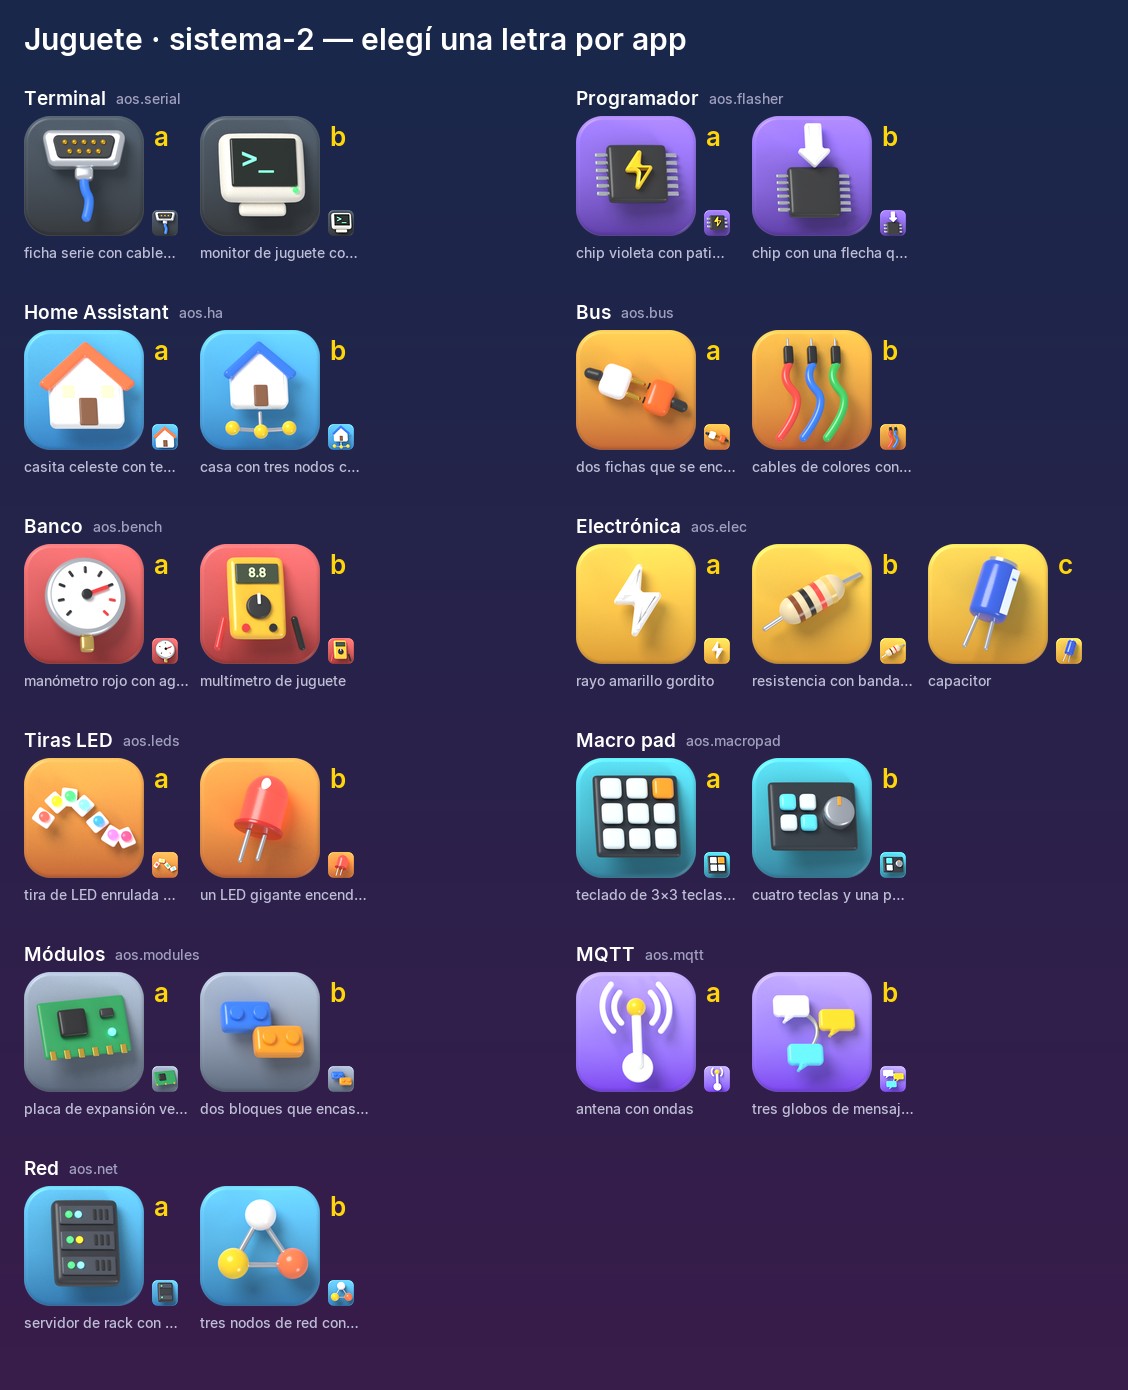 Juguete · sistema-2 — elegí una letra por app
Terminal aos.serial
a
>_
b
ficha serie con cable...
monitor de juguete co...
Programador aos.flasher
a
b
chip violeta con pati...
chip con una flecha q...
Home Assistant aos.ha
a
b
casita celeste con te...
casa con tres nodos c...
Bus aos.bus
a
b
dos fichas que se enc...
cables de colores con...
Banco aos.bench
a
8.8
b
manómetro rojo con ag...
multímetro de juguete
Electrónica aos.elec
a
b
c
rayo amarillo gordito
resistencia con banda...
capacitor
Tiras LED aos.leds
a
b
tira de LED enrulada ...
un LED gigante encend...
Macro pad aos.macropad
a
b
teclado de 3×3 teclas...
cuatro teclas y una p...
Módulos aos.modules
a
b
placa de expansión ve...
dos bloques que encas...
MQTT aos.mqtt
a
b
antena con ondas
tres globos de mensaj...
Red aos.net
a
b
servidor de rack con ...
tres nodos de red con...